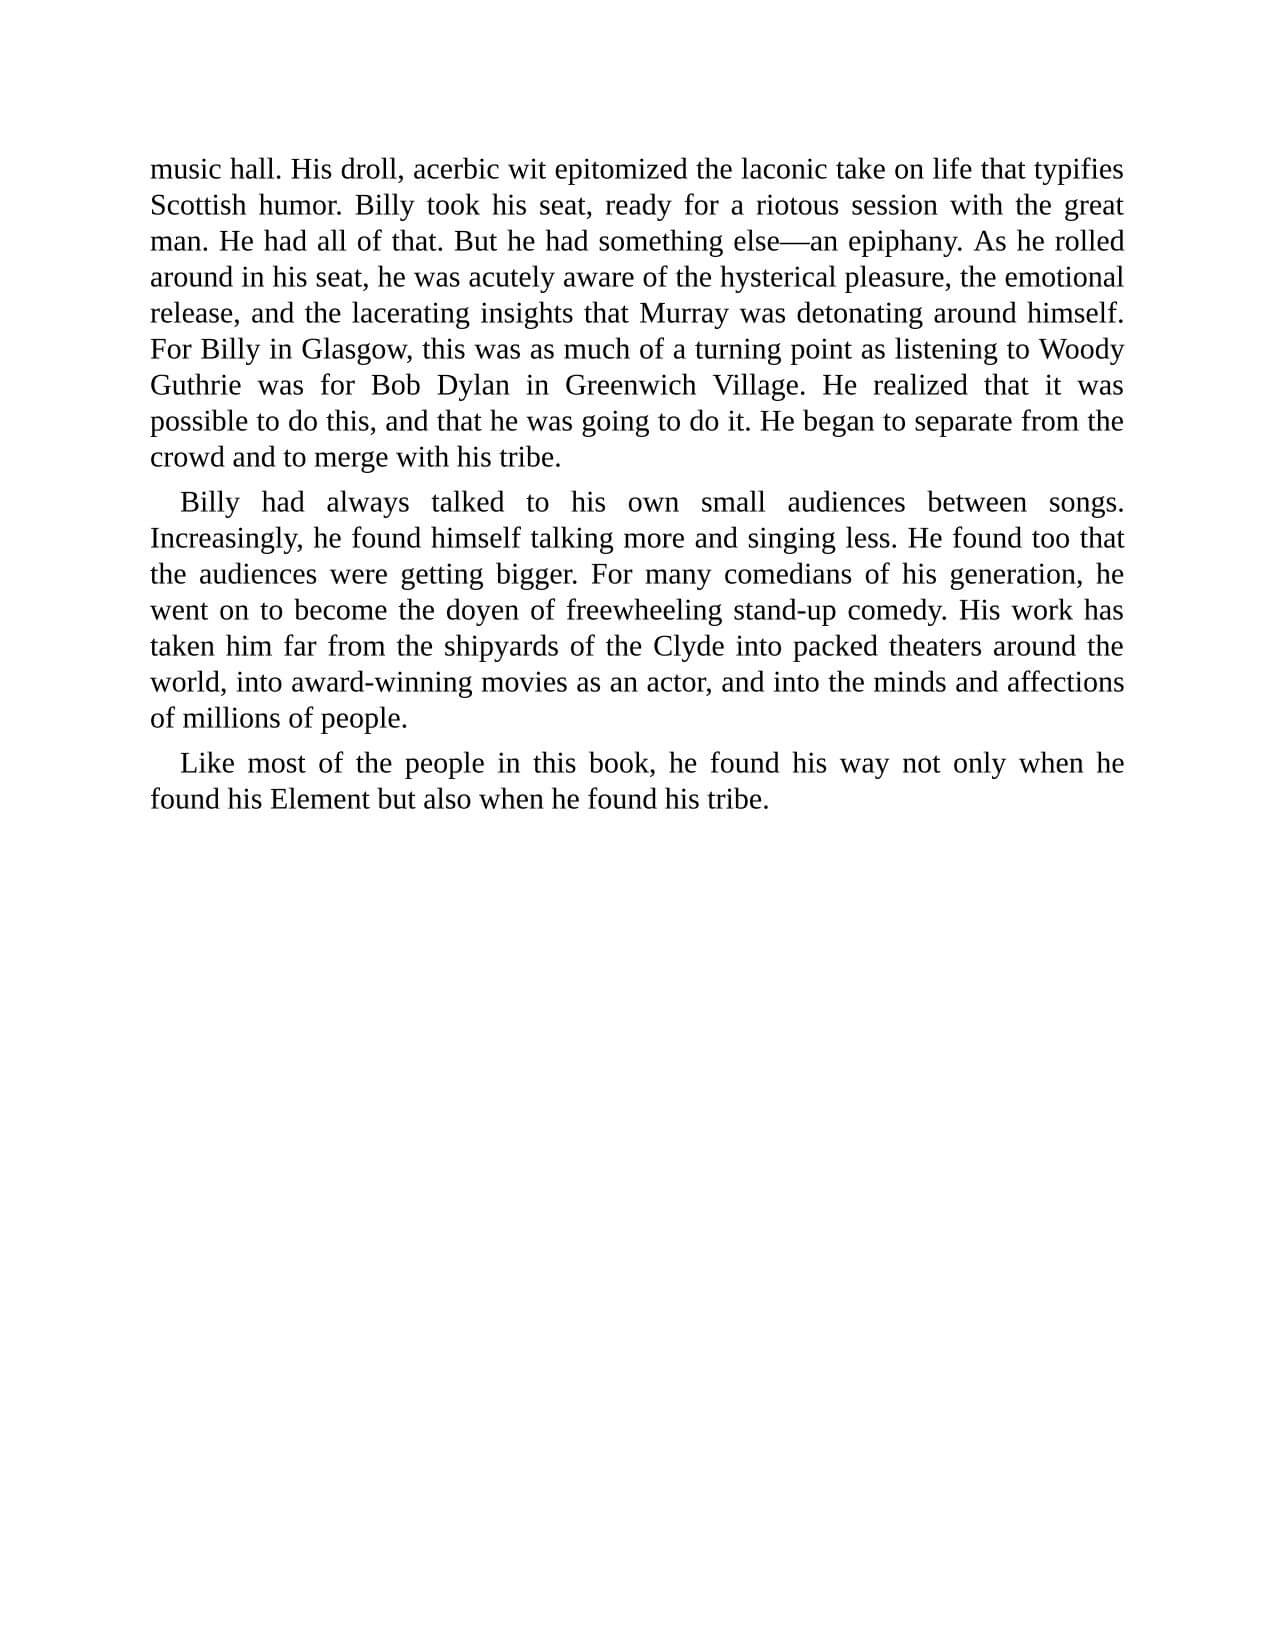 music hall. His droll, acerbic wit epitomized the laconic take on life that typifies
Scottish humor. Billy took his seat, ready for a riotous session with the great
man. He had all of that. But he had something else—an epiphany. As he rolled
around in his seat, he was acutely aware of the hysterical pleasure, the emotional
release, and the lacerating insights that Murray was detonating around himself.
For Billy in Glasgow, this was as much of a turning point as listening to Woody
Guthrie was for Bob Dylan in Greenwich Village. He realized that it was
possible to do this, and that he was going to do it. He began to separate from the
crowd and to merge with his tribe.
Billy had always talked to his own small audiences between songs.
Increasingly, he found himself talking more and singing less. He found too that
the audiences were getting bigger. For many comedians of his generation, he
went on to become the doyen of freewheeling stand-up comedy. His work has
taken him far from the shipyards of the Clyde into packed theaters around the
world, into award-winning movies as an actor, and into the minds and affections
of millions of people.
Like most of the people in this book, he found his way not only when he
found his Element but also when he found his tribe.